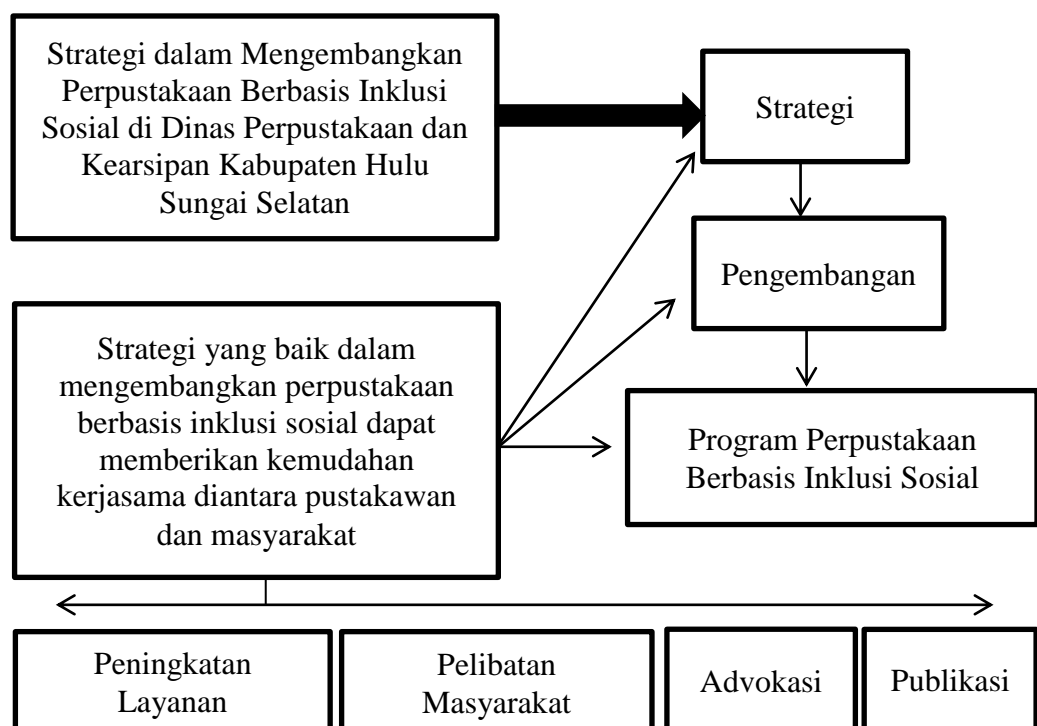 Strategi dalam Mengembangkan
Perpustakaan Berbasis Inklusi
Sosial di Dinas Perpustakaan dan
Kearsipan Kabupaten Hulu
Sungai Selatan
Strategi
Pengembangan
Strategi yang baik dalam
mengembangkan perpustakaan
berbasis inklusi sosial dapat
memberikan kemudahan
kerjasama diantara pustakawan
dan masyarakat
Program Perpustakaan
Berbasis Inklusi Sosial
Peningkatan
Layanan
Pelibatan
Masyarakat
Advokasi
Publikasi